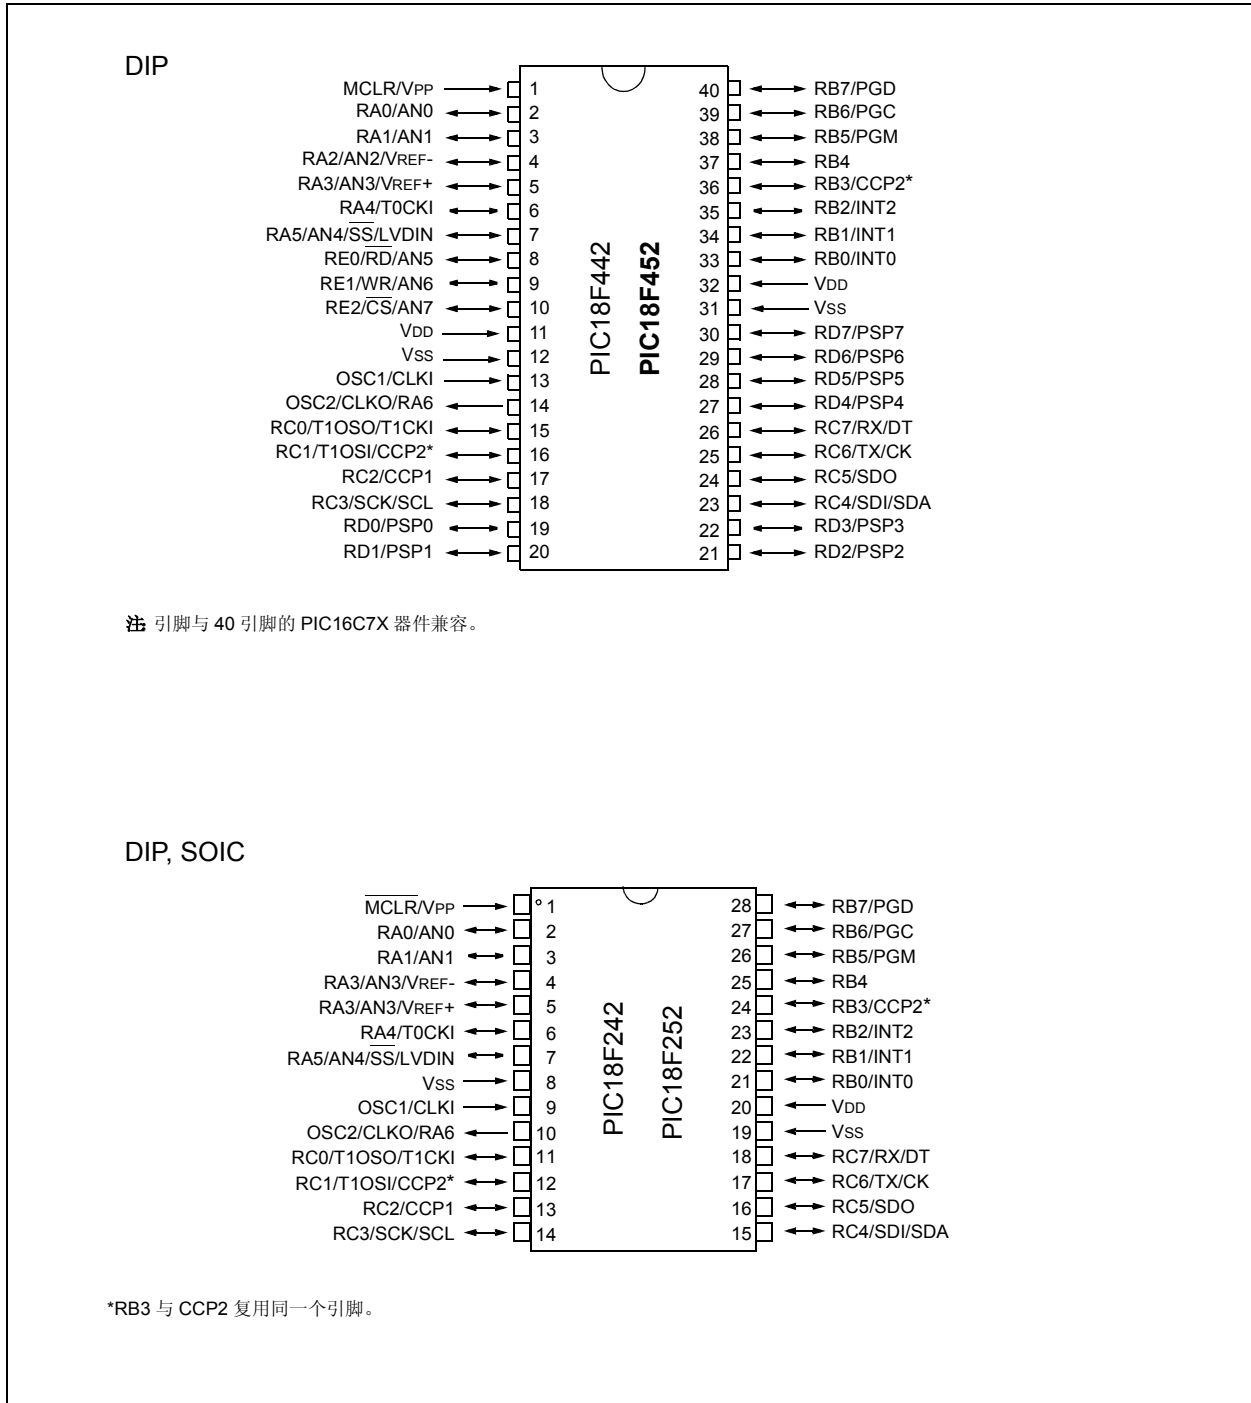 DIP
MCLR/VPP 1 40 RB7/PGD
RA0/AN0 2 39 RB6/PGC
RA1/AN1 3 38 RB5/PGM
RA2/AN2/VREF- 4 37 RB4
RA3/AN3/VREF+ 5 36 RB3/CCP2*
RA4/T0CKI 6 35 RB2/INT2
RA5/AN4/SS/LVDIN 7 34 RB1/INT1
RE0/RD/AN5 8 33 RB0/INT0
RE1/WR/AN6 9 32 VDD
RE2/CS/AN7 10 31 VSS
VDD 11 30 RD7/PSP7
VSS 12 29 RD6/PSP6
OSC1/CLKI 13 28 RD5/PSP5
OSC2/CLKO/RA6 14 27 RD4/PSP4
RC0/T1OSO/T1CKI 15 26 RC7/RX/DT
RC1/T1OSI/CCP2* 16 25 RC6/TX/CK
RC2/CCP1 17 24 RC5/SDO
RC3/SCK/SCL 18 23 RC4/SDI/SDA
RD0/PSP0 19 22 RD3/PSP3
RD1/PSP1 20 21 RD2/PSP2
PIC18F442
PIC18F452
注: 引脚与 40 引脚的 PIC16C7X 器件兼容。
DIP, SOIC
MCLR/VPP 1 28 RB7/PGD
RA0/AN0 2 27 RB6/PGC
RA1/AN1 3 26 RB5/PGM
RA3/AN3/VREF- 4 25 RB4
RA3/AN3/VREF+ 5 24 RB3/CCP2*
RA4/T0CKI 6 23 RB2/INT2
RA5/AN4/SS/LVDIN 7 22 RB1/INT1
VSS 8 21 RB0/INT0
OSC1/CLKI 9 20 VDD
OSC2/CLKO/RA6 10 19 VSS
RC0/T1OSO/T1CKI 11 18 RC7/RX/DT
RC1/T1OSI/CCP2* 12 17 RC6/TX/CK
RC2/CCP1 13 16 RC5/SDO
RC3/SCK/SCL 14 15 RC4/SDI/SDA
PIC18F242
PIC18F252
*RB3 与 CCP2 复用同一个引脚。